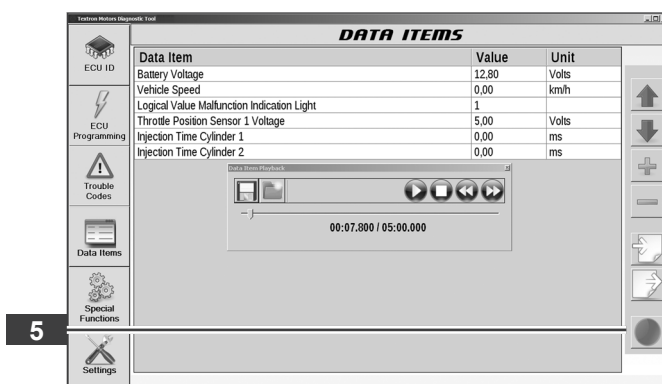 Textron Motors Diagnostic Tool
DATA ITEMS
ECU ID
ECU
Programming
Trouble
Codes
Data Items
Special
Functions
Settings
Data Item Value Unit
Battery Voltage 12,80 Volts
Vehicle Speed 0,00 km/h
Logical Value Malfunction Indication Light 1
Throttle Position Sensor 1 Voltage 5,00 Volts
Injection Time Cylinder 1 0,00 ms
Injection Time Cylinder 2 0,00 ms
Data Item Playback
00:07.800 / 05:00.000
5